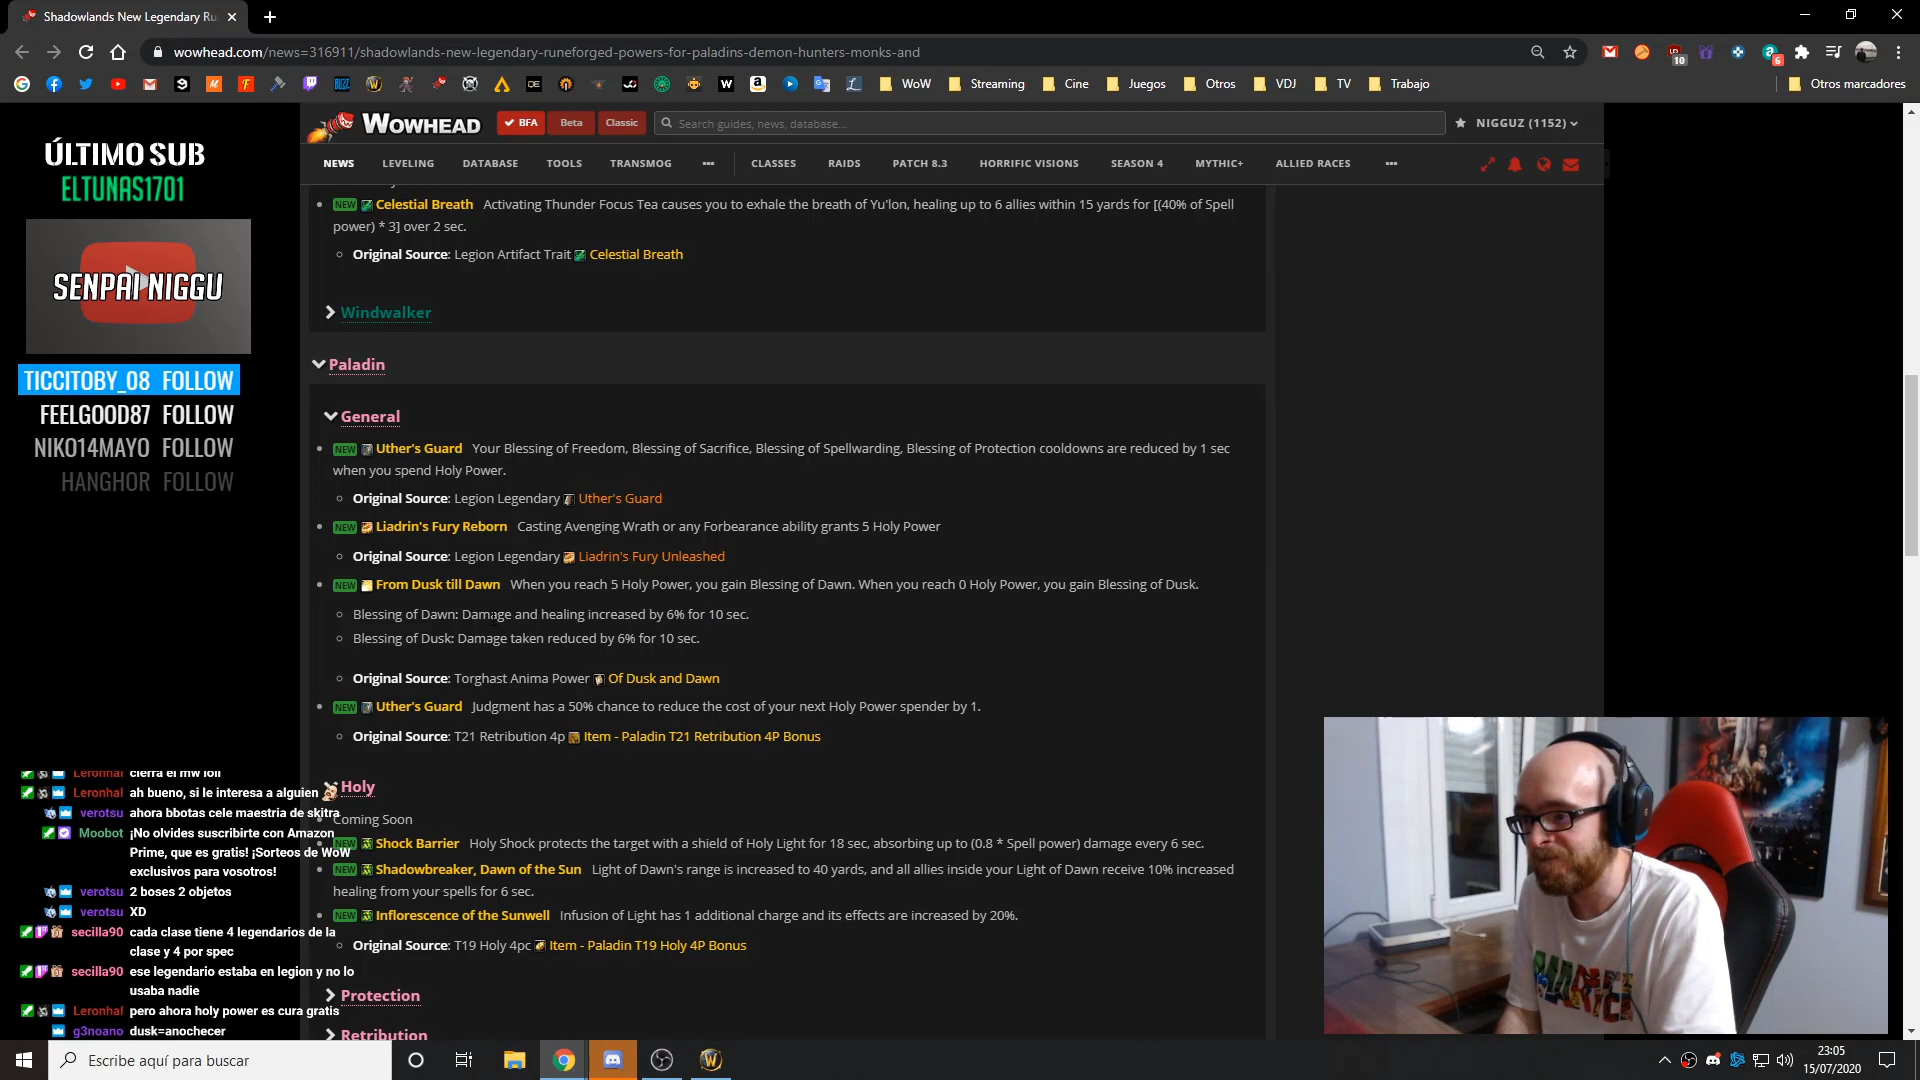 Shadowlands New Legendary Ru
wowhead.com/news=316911/shadowlands-new-legendary-runeforged-powers-for-paladins-demon-hunters-monks-and
10
6
WoW
Streaming
Cine
Juegos
Otros
VDJ
TV
Trabajo
Otros marcadores
WOWHEAD
BFA
Beta
Classic
Search guides, news, database...
NIGGUZ (1152)
NEWS
LEVELING
DATABASE
TOOLS
TRANSMOG
CLASSES
RAIDS
PATCH 8.3
HORRIFIC VISIONS
SEASON 4
MYTHIC+
ALLIED RACES
ÚLTIMO SUB
ELTUNAS1701
SENPAI NIGGU
TICCITOBY_08 FOLLOW
FEELGOOD87 FOLLOW
NIKO14MAYO FOLLOW
HANGHOR FOLLOW
NEW Celestial Breath Activating Thunder Focus Tea causes you to exhale the breath of Yu'lon, healing up to 6 allies within 15 yards for [(40% of Spell
power) * 3] over 2 sec.
Original Source: Legion Artifact Trait Celestial Breath
Windwalker
Paladin
General
NEW Uther's Guard Your Blessing of Freedom, Blessing of Sacrifice, Blessing of Spellwarding, Blessing of Protection cooldowns are reduced by 1 sec
when you spend Holy Power.
Original Source: Legion Legendary Uther's Guard
NEW Liadrin's Fury Reborn Casting Avenging Wrath or any Forbearance ability grants 5 Holy Power
Original Source: Legion Legendary Liadrin's Fury Unleashed
NEW From Dusk till Dawn When you reach 5 Holy Power, you gain Blessing of Dawn. When you reach 0 Holy Power, you gain Blessing of Dusk.
Blessing of Dawn: Damage and healing increased by 6% for 10 sec.
Blessing of Dusk: Damage taken reduced by 6% for 10 sec.
Original Source: Torghast Anima Power Of Dusk and Dawn
NEW Uther's Guard Judgment has a 50% chance to reduce the cost of your next Holy Power spender by 1.
Original Source: T21 Retribution 4p Item - Paladin T21 Retribution 4P Bonus
Holy
Coming Soon
NEW Shock Barrier Holy Shock protects the target with a shield of Holy Light for 18 sec, absorbing up to (0.8 * Spell power) damage every 6 sec.
NEW Shadowbreaker, Dawn of the Sun Light of Dawn's range is increased to 40 yards, and all allies inside your Light of Dawn receive 10% increased
healing from your spells for 6 sec.
NEW Inflorescence of the Sunwell Infusion of Light has 1 additional charge and its effects are increased by 20%.
Original Source: T19 Holy 4pc Item - Paladin T19 Holy 4P Bonus
Protection
Retribution
Leronhal cierra el mw loll
Leronhal ah bueno, si le interesa a alguien
verotsu ahora bbotas cele maestria de skitra
Moobot ¡No olvides suscribirte con Amazon
Prime, que es gratis! ¡Sorteos de WoW
exclusivos para vosotros!
verotsu 2 boses 2 objetos
verotsu XD
secilla90 cada clase tiene 4 legendarios de la
clase y 4 por spec
secilla90 ese legendario estaba en legion y no lo
usaba nadie
Leronhal pero ahora holy power es cura gratis
g3noano dusk=anochecer
Escribe aquí para buscar
23:05
15/07/2020